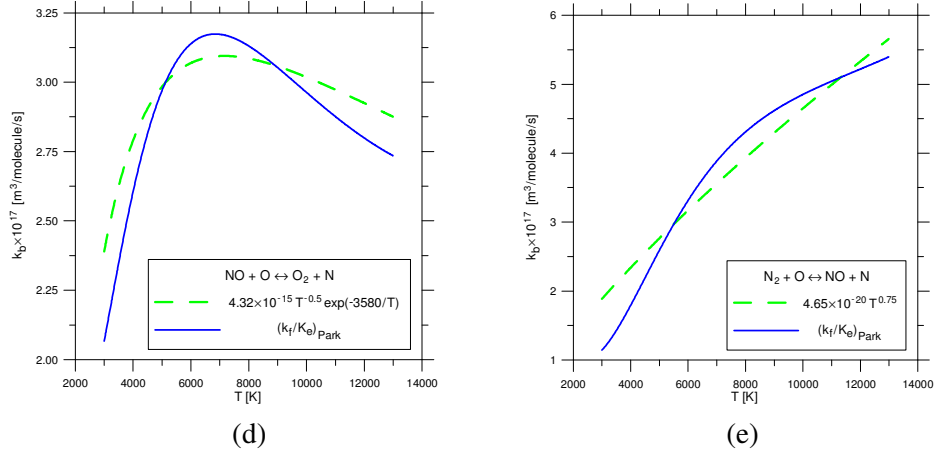 3.25
3.00
2.75
2.50
2.25
2.00
k_b×10^17 [m^3/molecule/s]
NO + O ↔ O_2 + N
4.32×10^-15 T^-0.5 exp(-3580/T)
(k_f/K_e)_Park
2000 4000 6000 8000 10000 12000 14000
T [K]
(d)
6
5
4
3
2
1
k_b×10^17 [m^3/molecule/s]
N_2 + O ↔ NO + N
4.65×10^-20 T^0.75
(k_f/K_e)_Park
2000 4000 6000 8000 10000 12000 14000
T [K]
(e)